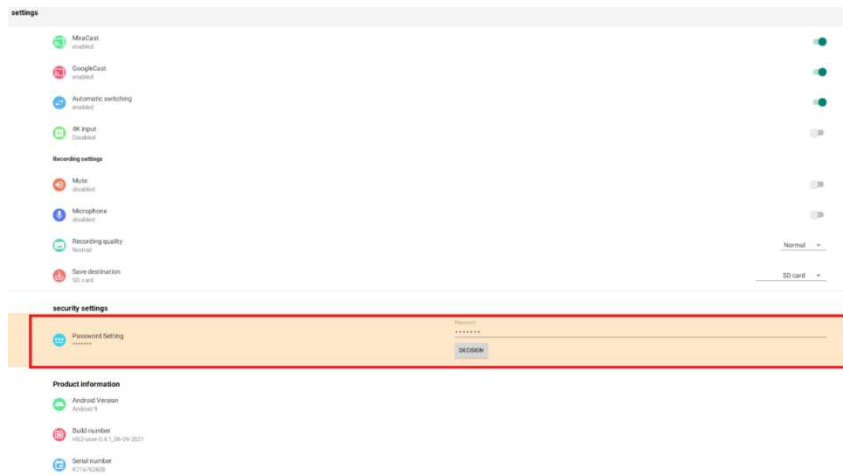 settings
MiraCast
enabled
GoogleCast
enabled
Automatic switching
enabled
4K input
Disabled
Recording settings
Mute
disabled
Microphone
disabled
Recording quality
Normal
Normal
Save destination
SD card
SD card
security settings
Password Setting
•••••••
Password
•••••••
DECISION
Product information
Android Version
Android 9
Build number
Serial number